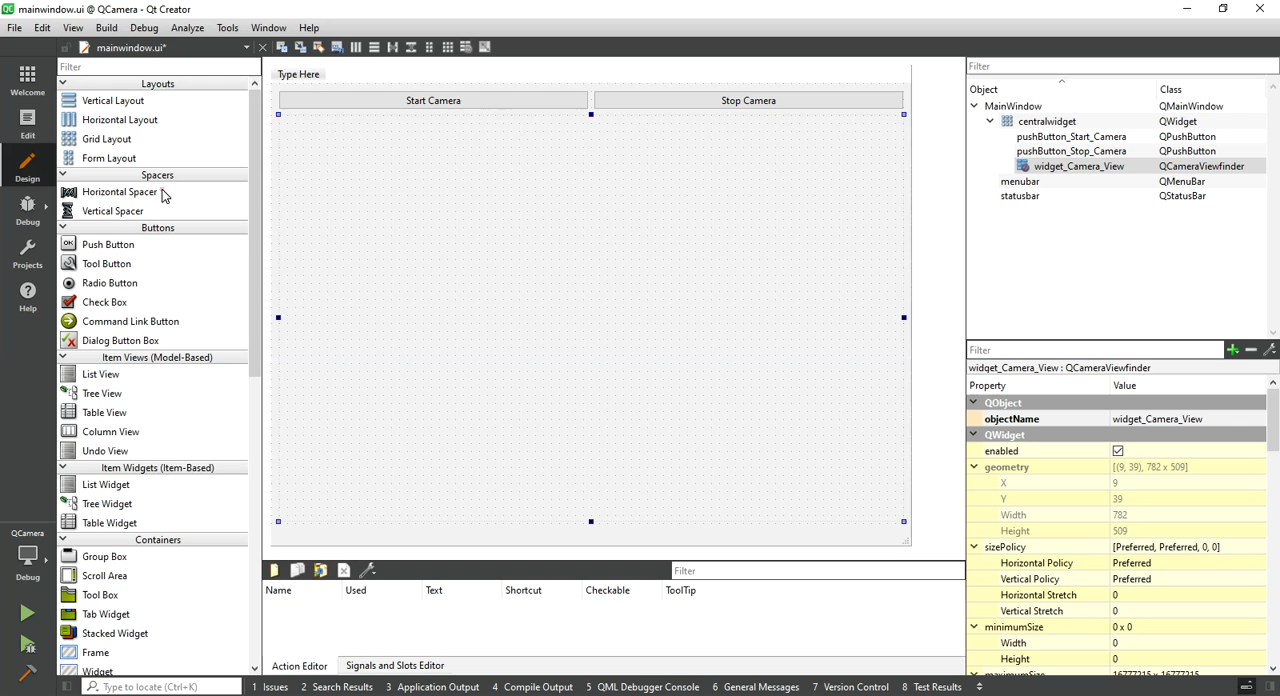 mainwindow.ui @ QCamera - Qt Creator
File Edit View Build Debug Analyze Tools Window Help
mainwindow.ui*
Welcome
Edit
Design
Debug
Projects
Help
QCamera
Debug
Filter
Layouts
Vertical Layout
Horizontal Layout
Grid Layout
Form Layout
Spacers
Horizontal Spacer
Vertical Spacer
Buttons
Push Button
Tool Button
Radio Button
Check Box
Command Link Button
Dialog Button Box
Item Views (Model-Based)
List View
Tree View
Table View
Column View
Undo View
Item Widgets (Item-Based)
List Widget
Tree Widget
Table Widget
Containers
Group Box
Scroll Area
Tool Box
Tab Widget
Stacked Widget
Frame
Widget
Type Here
Start Camera Stop Camera
Filter
Name Used Text Shortcut Checkable ToolTip
Action Editor Signals and Slots Editor
Filter
Object Class
MainWindow QMainWindow
centralwidget QWidget
pushButton_Start_Camera QPushButton
pushButton_Stop_Camera QPushButton
widget_Camera_View QCameraViewfinder
menubar QMenuBar
statusbar QStatusBar
Filter
widget_Camera_View : QCameraViewfinder
Property Value
QObject
objectName widget_Camera_View
QWidget
enabled
geometry [(9, 39), 782 x 509]
X 9
Y 39
Width 782
Height 509
sizePolicy [Preferred, Preferred, 0, 0]
Horizontal Policy Preferred
Vertical Policy Preferred
Horizontal Stretch 0
Vertical Stretch 0
minimumSize 0 x 0
Width 0
Height 0
maximumSize 16777215 x 16777215
Type to locate (Ctrl+K) 1 Issues 2 Search Results 3 Application Output 4 Compile Output 5 QML Debugger Console 6 General Messages 7 Version Control 8 Test Results